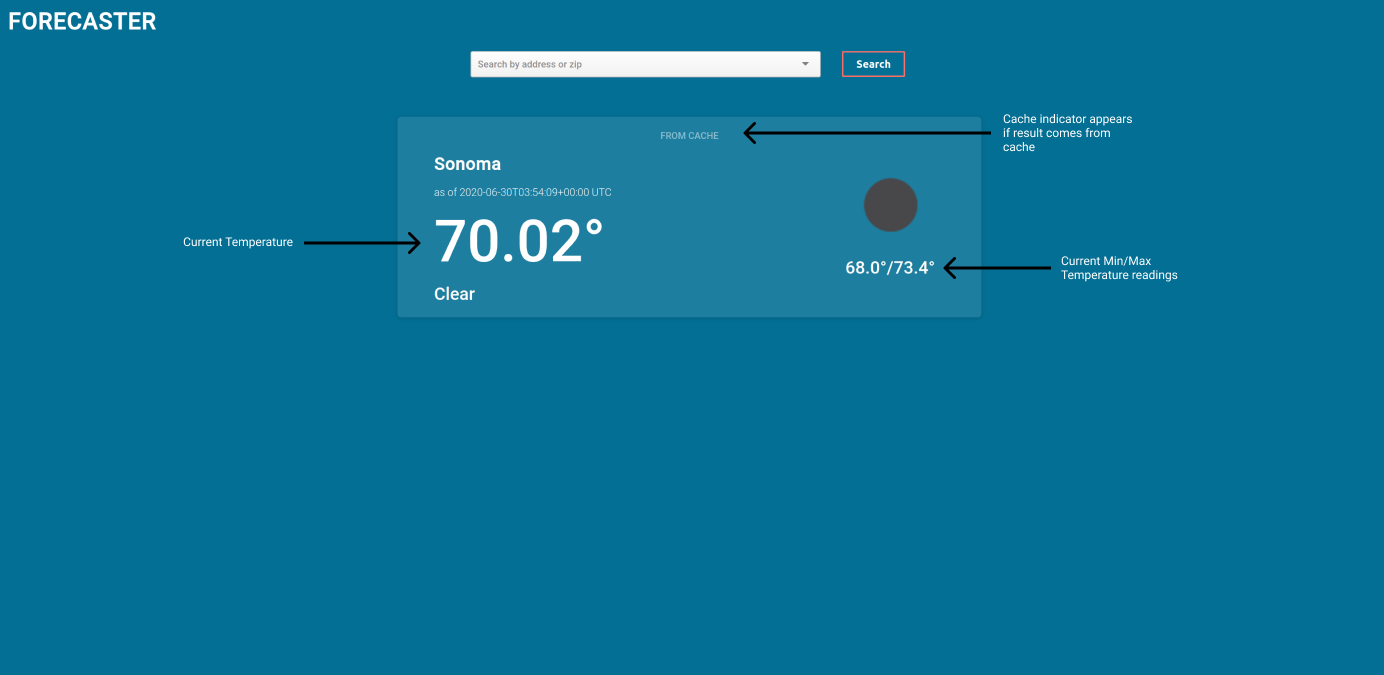 FORECASTER
Search by address or zip
Search
FROM CACHE
Cache indicator appears
if result comes from
cache
Sonoma
as of 2020-06-30T03:54:09+00:00 UTC
Current Temperature
70.02°
68.0°/73.4°
Current Min/Max
Temperature readings
Clear